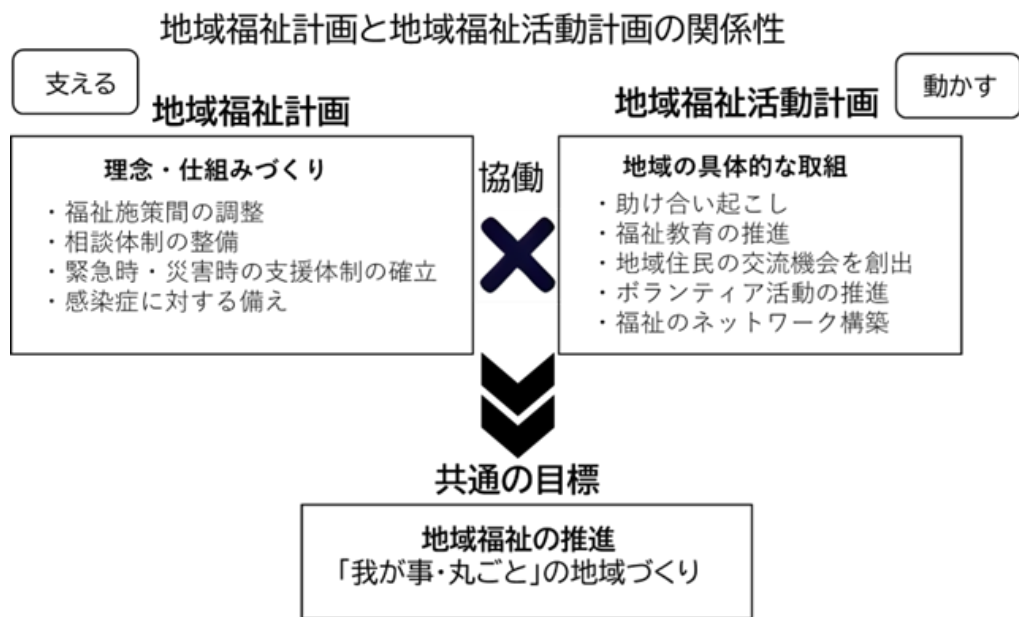 地域福祉計画と地域福祉活動計画の関係性
支える
地域福祉計画
理念・仕組みづくり
・福祉施策間の調整
・相談体制の整備
・緊急時・災害時の支援体制の確立
・感染症に対する備え
協働
動かす
地域福祉活動計画
地域の具体的な取組
・助け合い起こし
・福祉教育の推進
・地域住民の交流機会を創出
・ボランティア活動の推進
・福祉のネットワーク構築
共通の目標
地域福祉の推進
「我が事・丸ごと」の地域づくり